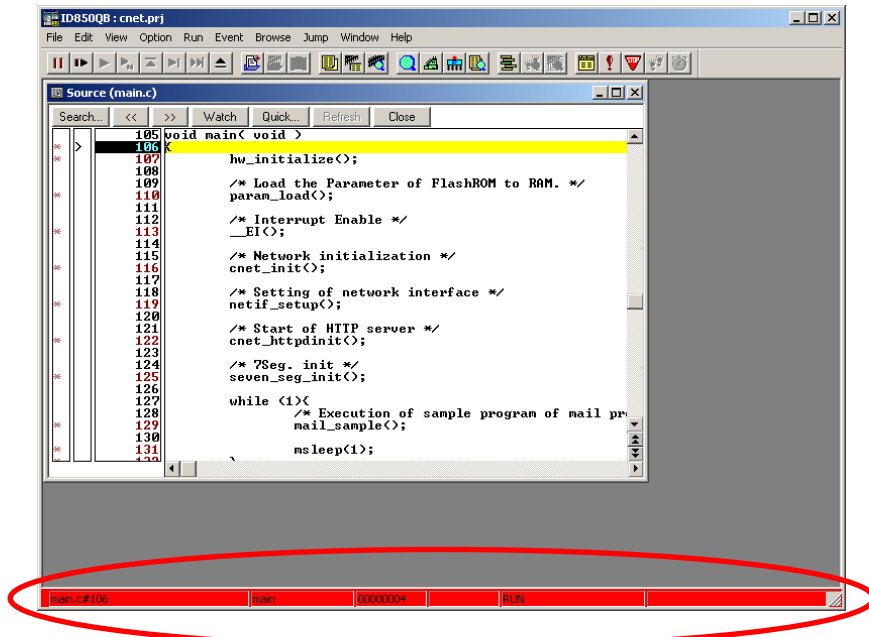 ID850QB : cnet.prj
File Edit View Option Run Event Browse Jump Window Help
Source (main.c)
Search... << >> Watch Quick... Refresh Close
105 void main( void )
* > 106 {
* 107 hw_initialize();
108
109 /* Load the Parameter of FlashROM to RAM. */
* 110 param_load();
111
112 /* Interrupt Enable */
* 113 __EI();
114
115 /* Network initialization */
* 116 cnet_init();
117
118 /* Setting of network interface */
* 119 netif_setup();
120
121 /* Start of HTTP server */
* 122 cnet_httpdinit();
123
124 /* 7Seg. init */
* 125 seven_seg_init();
126
127 while (1){
128 /* Execution of sample program of mail pr
* 129 mail_sample();
130
* 131 msleep(1);
main.c#106 main 00000004 RUN